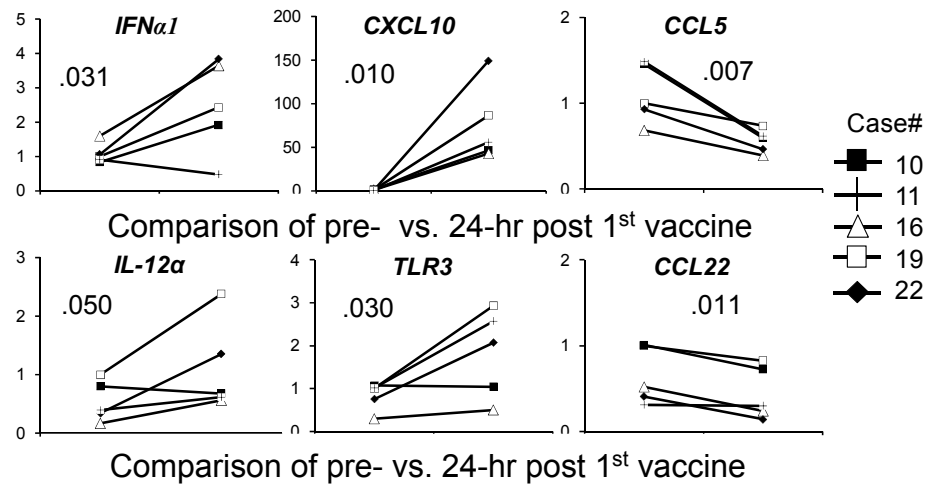 IFNα1 CXCL10 CCL5
5 250 2
4 200
3 150
2 100 1
1 50
0 0 0
.031 .010 .007
Comparison of pre- vs. 24-hr post 1st vaccine
IL-12α TLR3 CCL22
3 4 2
2 3
1 2 1
0 1 0
0
.050 .030 .011
Comparison of pre- vs. 24-hr post 1st vaccine
Case#
10
11
16
19
22